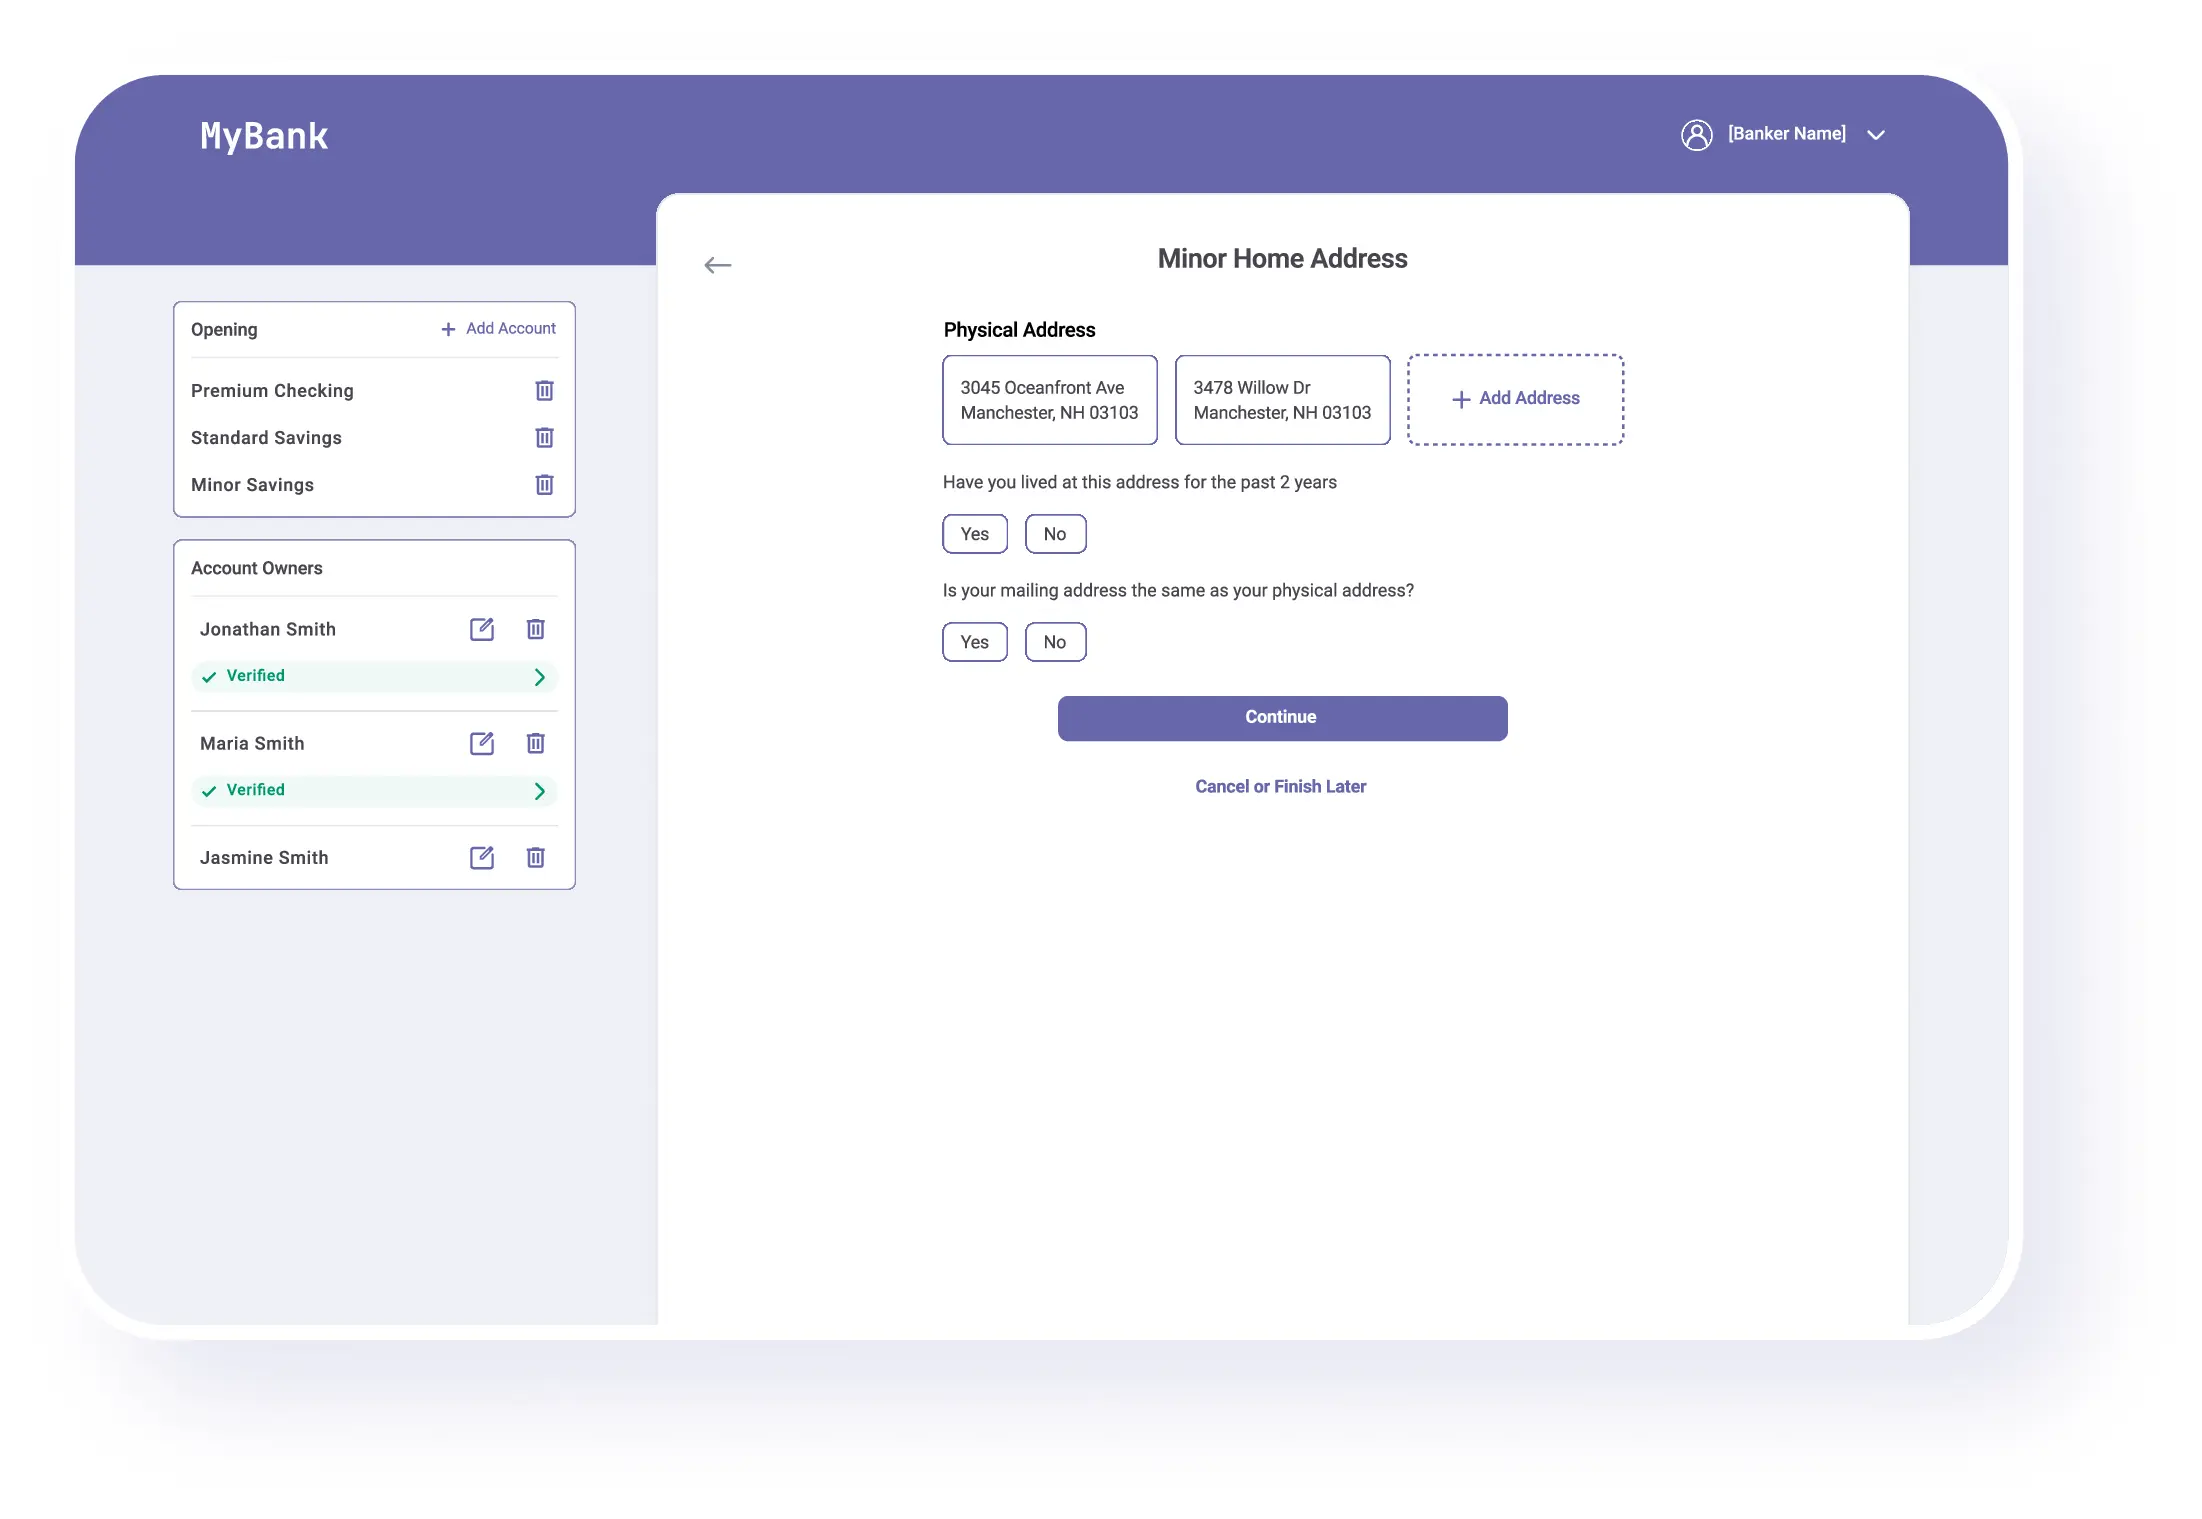 MyBank
[Banker Name]
Opening
Add Account
Premium Checking
Standard Savings
Minor Savings
Account Owners
Jonathan Smith
Verified
Maria Smith
Verified
Jasmine Smith
Minor Home Address
Physical Address
3045 Oceanfront Ave
Manchester, NH 03103
3478 Willow Dr
Manchester, NH 03103
Add Address
Have you lived at this address for the past 2 years
Yes
No
Is your mailing address the same as your physical address?
Yes
No
Continue
Cancel or Finish Later